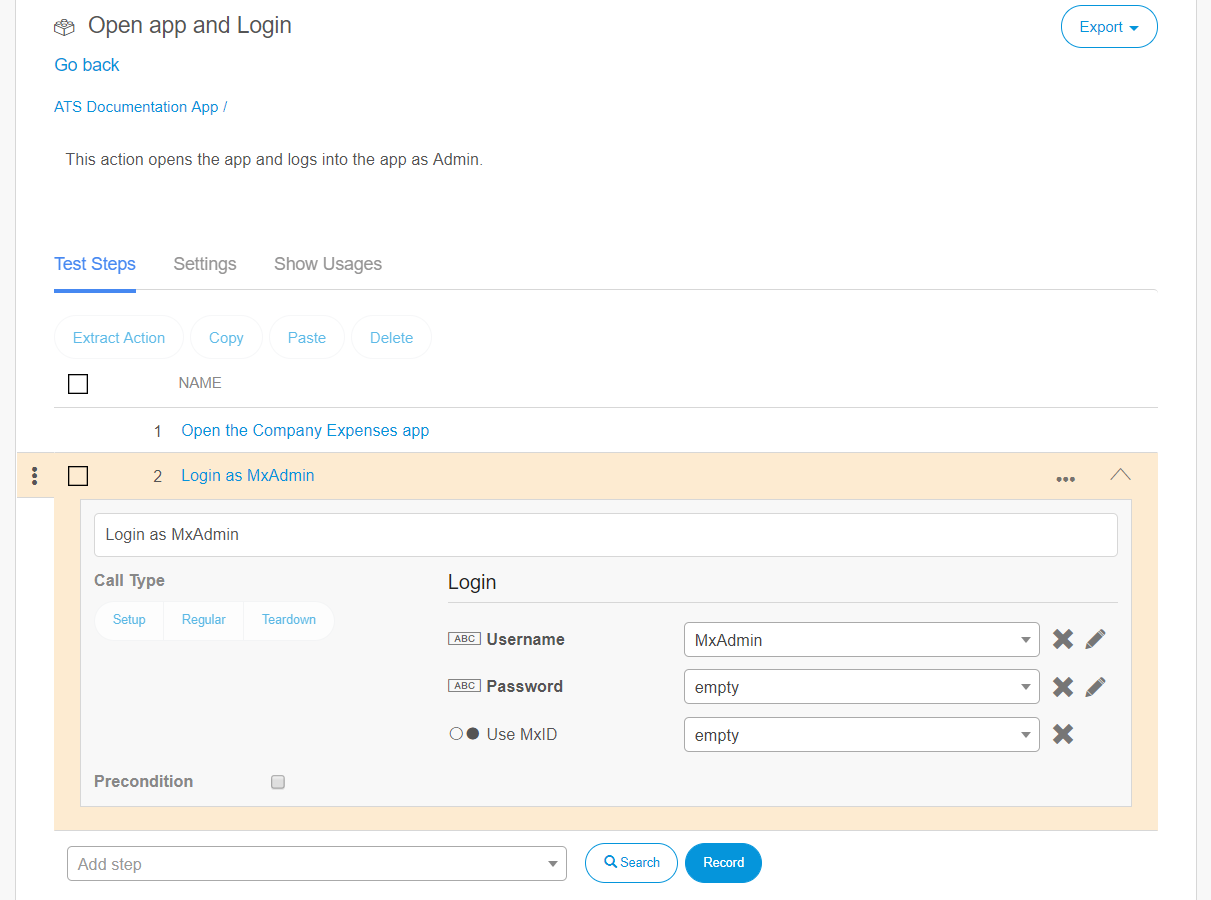 Open app and Login
Export
Go back
ATS Documentation App /
This action opens the app and logs into the app as Admin.
Test Steps Settings Show Usages
Extract Action Copy Paste Delete
NAME
1 Open the Company Expenses app
2 Login as MxAdmin
Login as MxAdmin
Call Type
Login
Setup Regular Teardown
ABC Username MxAdmin
ABC Password empty
Use MxID empty
Precondition
Add step Search Record